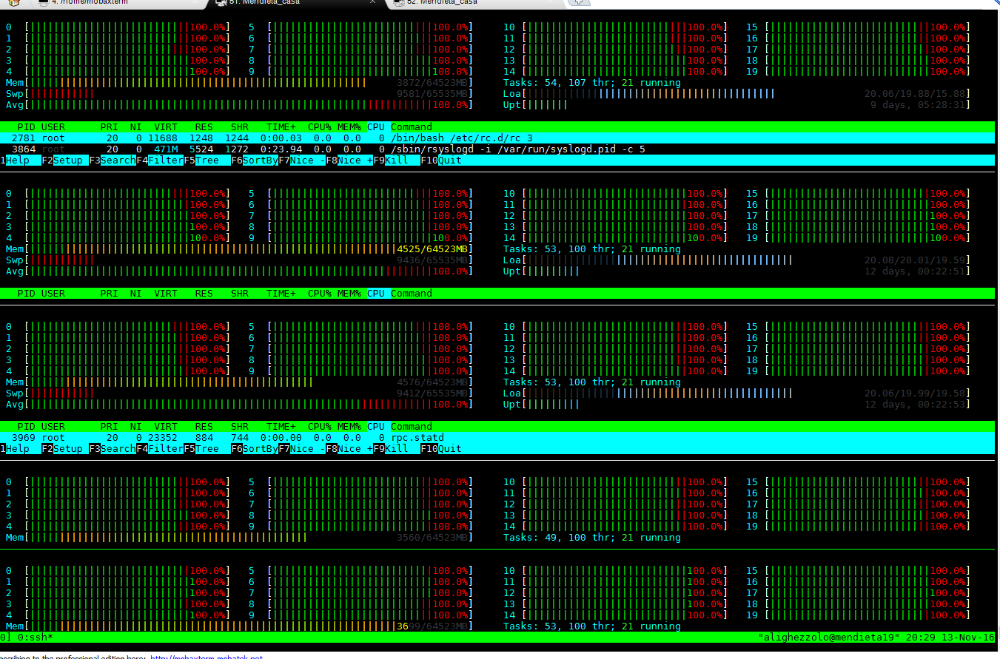 4. /home/mobaxterm 51. Mendieta_casa 52. Mendieta_casa
0 [100.0%] 5 [100.0%] 10 [100.0%] 15 [100.0%]
1 [100.0%] 6 [100.0%] 11 [100.0%] 16 [100.0%]
2 [100.0%] 7 [100.0%] 12 [100.0%] 17 [100.0%]
3 [100.0%] 8 [100.0%] 13 [100.0%] 18 [100.0%]
4 [100.0%] 9 [100.0%] 14 [100.0%] 19 [100.0%]
Mem[3872/64523MB] Tasks: 54, 107 thr; 21 running
Swp[9581/65535MB] Loa[20.06/19.88/15.88]
Avg[100.0%] Upt[9 days, 05:28:31]
PID USER PRI NI VIRT RES SHR TIME+ CPU% MEM% CPU Command
2781 root 20 0 11688 1248 1244 0:00.03 0.0 0.0 0 /bin/bash /etc/rc.d/rc 3
3864 root 20 0 471M 5524 1272 0:23.94 0.0 0.0 0 /sbin/rsyslogd -i /var/run/syslogd.pid -c 5
1Help F2Setup F3SearchF4FilterF5Tree F6SortByF7Nice -F8Nice +F9Kill F10Quit
0 [100.0%] 5 [100.0%] 10 [100.0%] 15 [100.0%]
1 [100.0%] 6 [100.0%] 11 [100.0%] 16 [100.0%]
2 [100.0%] 7 [100.0%] 12 [100.0%] 17 [100.0%]
3 [100.0%] 8 [100.0%] 13 [100.0%] 18 [100.0%]
4 [100.0%] 9 [100.0%] 14 [100.0%] 19 [100.0%]
Mem[4525/64523MB] Tasks: 53, 100 thr; 21 running
Swp[9436/65535MB] Loa[20.08/20.01/19.59]
Avg[100.0%] Upt[12 days, 00:22:51]
PID USER PRI NI VIRT RES SHR TIME+ CPU% MEM% CPU Command
0 [100.0%] 5 [100.0%] 10 [100.0%] 15 [100.0%]
1 [100.0%] 6 [100.0%] 11 [100.0%] 16 [100.0%]
2 [100.0%] 7 [100.0%] 12 [100.0%] 17 [100.0%]
3 [100.0%] 8 [100.0%] 13 [100.0%] 18 [100.0%]
4 [100.0%] 9 [100.0%] 14 [100.0%] 19 [100.0%]
Mem[4576/64523MB] Tasks: 53, 100 thr; 21 running
Swp[9412/65535MB] Loa[20.06/19.99/19.58]
Avg[100.0%] Upt[12 days, 00:22:53]
PID USER PRI NI VIRT RES SHR TIME+ CPU% MEM% CPU Command
3969 root 20 0 23352 884 744 0:00.00 0.0 0.0 0 rpc.statd
1Help F2Setup F3SearchF4FilterF5Tree F6SortByF7Nice -F8Nice +F9Kill F10Quit
0 [100.0%] 5 [100.0%] 10 [100.0%] 15 [100.0%]
1 [100.0%] 6 [100.0%] 11 [100.0%] 16 [100.0%]
2 [100.0%] 7 [100.0%] 12 [100.0%] 17 [100.0%]
3 [100.0%] 8 [100.0%] 13 [100.0%] 18 [100.0%]
4 [100.0%] 9 [100.0%] 14 [100.0%] 19 [100.0%]
Mem[3560/64523MB] Tasks: 49, 100 thr; 21 running
0 [100.0%] 5 [100.0%] 10 [100.0%] 15 [100.0%]
1 [100.0%] 6 [100.0%] 11 [100.0%] 16 [100.0%]
2 [100.0%] 7 [100.0%] 12 [100.0%] 17 [100.0%]
3 [100.0%] 8 [100.0%] 13 [100.0%] 18 [100.0%]
4 [100.0%] 9 [100.0%] 14 [100.0%] 19 [100.0%]
Mem[3699/64523MB] Tasks: 53, 100 thr; 21 running
0] 0:ssh* "alighezzolo@mendieta19" 20:29 13-Nov-16
scribing to the professional edition here: http://mobaxterm.mobatek.net